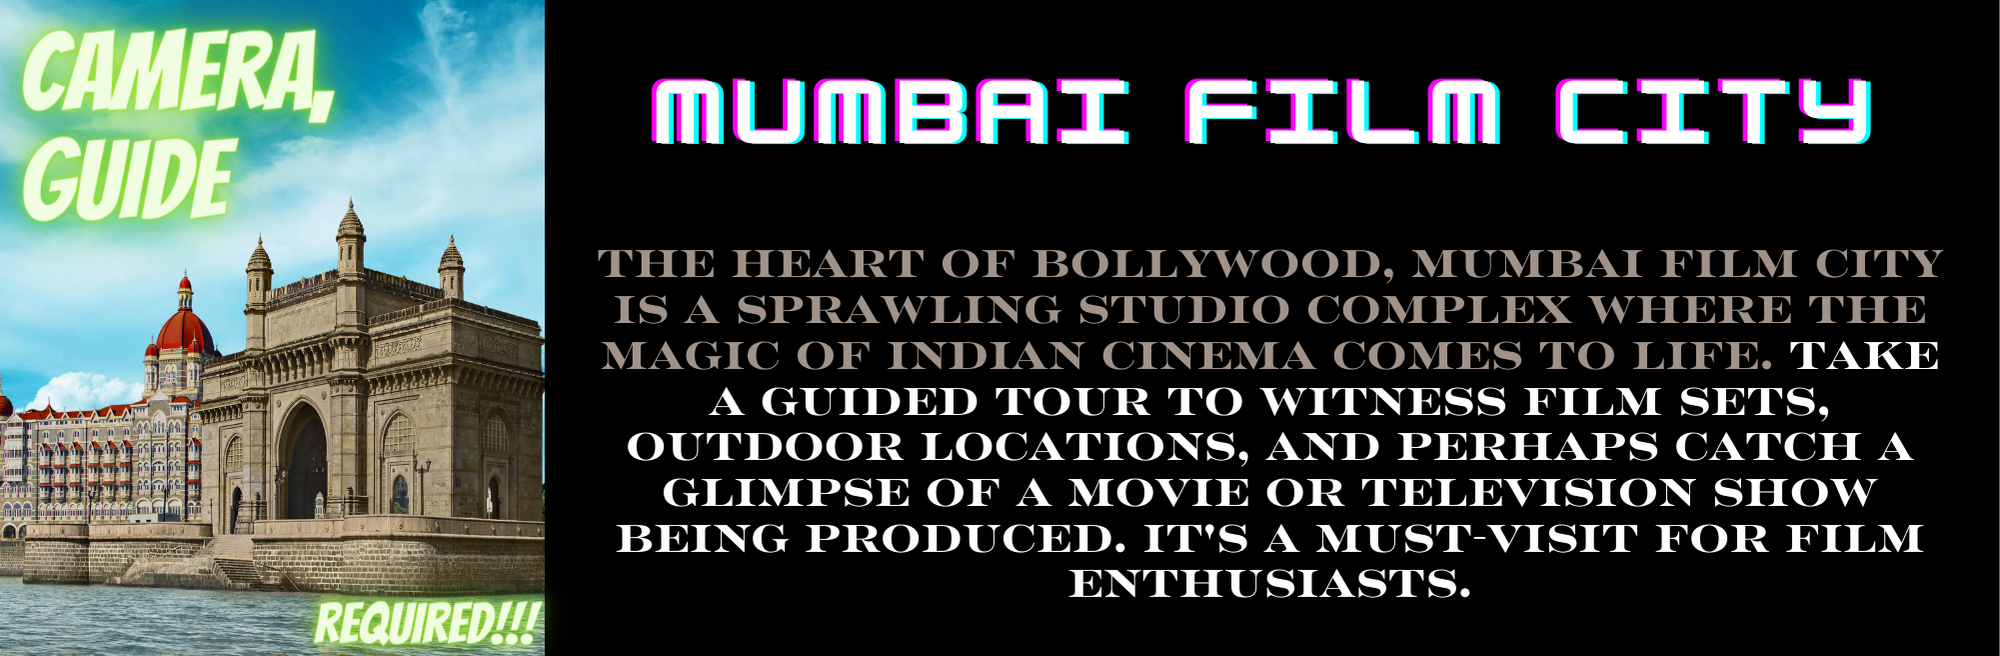 CAMERA,
GUIDE
REQUIRED!!!
MUMBAI FILM CITY
THE HEART OF BOLLYWOOD, MUMBAI FILM CITY
IS A SPRAWLING STUDIO COMPLEX WHERE THE
MAGIC OF INDIAN CINEMA COMES TO LIFE. TAKE
A GUIDED TOUR TO WITNESS FILM SETS,
OUTDOOR LOCATIONS, AND PERHAPS CATCH A
GLIMPSE OF A MOVIE OR TELEVISION SHOW
BEING PRODUCED. IT'S A MUST-VISIT FOR FILM
ENTHUSIASTS.